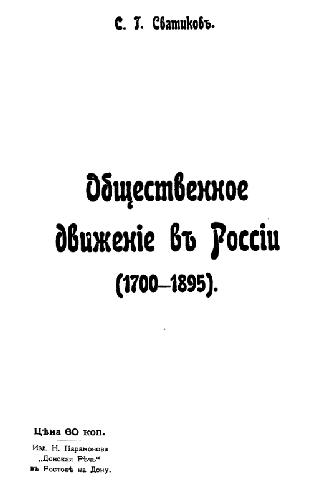 С. Г. Сватиковъ.
Общественное
движеніе въ Россіи
(1700–1895).
Цѣна 60 коп.
Изд. Н. Парамонова
„Донская Рѣчь“
въ Ростовѣ на Дону.